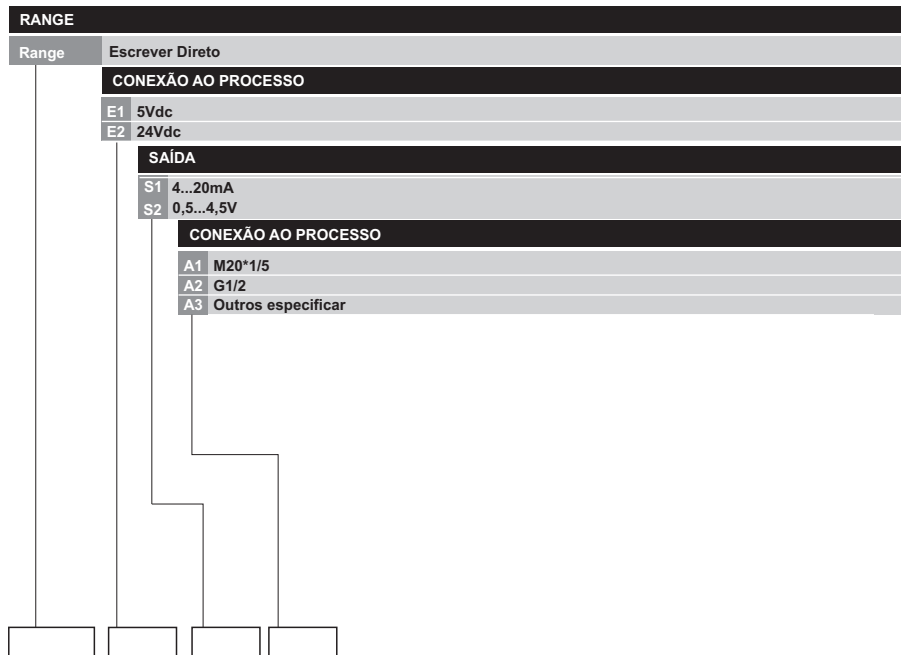 RANGE
Range Escrever Direto
CONEXÃO AO PROCESSO
E1 5Vdc
E2 24Vdc
SAÍDA
S1 4...20mA
S2 0,5...4,5V
CONEXÃO AO PROCESSO
A1 M20*1/5
A2 G1/2
A3 Outros especificar